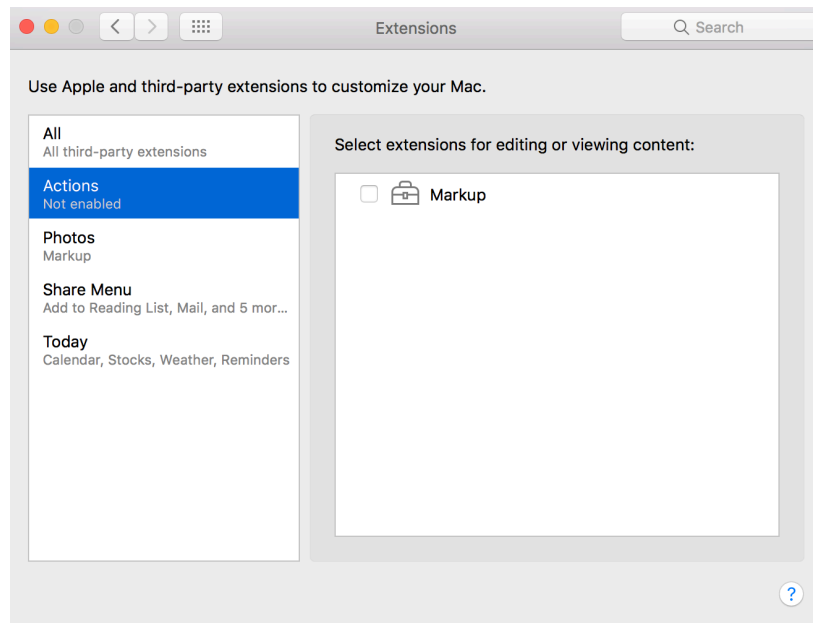 Extensions
Search
Use Apple and third-party extensions to customize your Mac.
All
All third-party extensions
Actions
Not enabled
Photos
Markup
Share Menu
Add to Reading List, Mail, and 5 mor...
Today
Calendar, Stocks, Weather, Reminders
Select extensions for editing or viewing content:
Markup
?